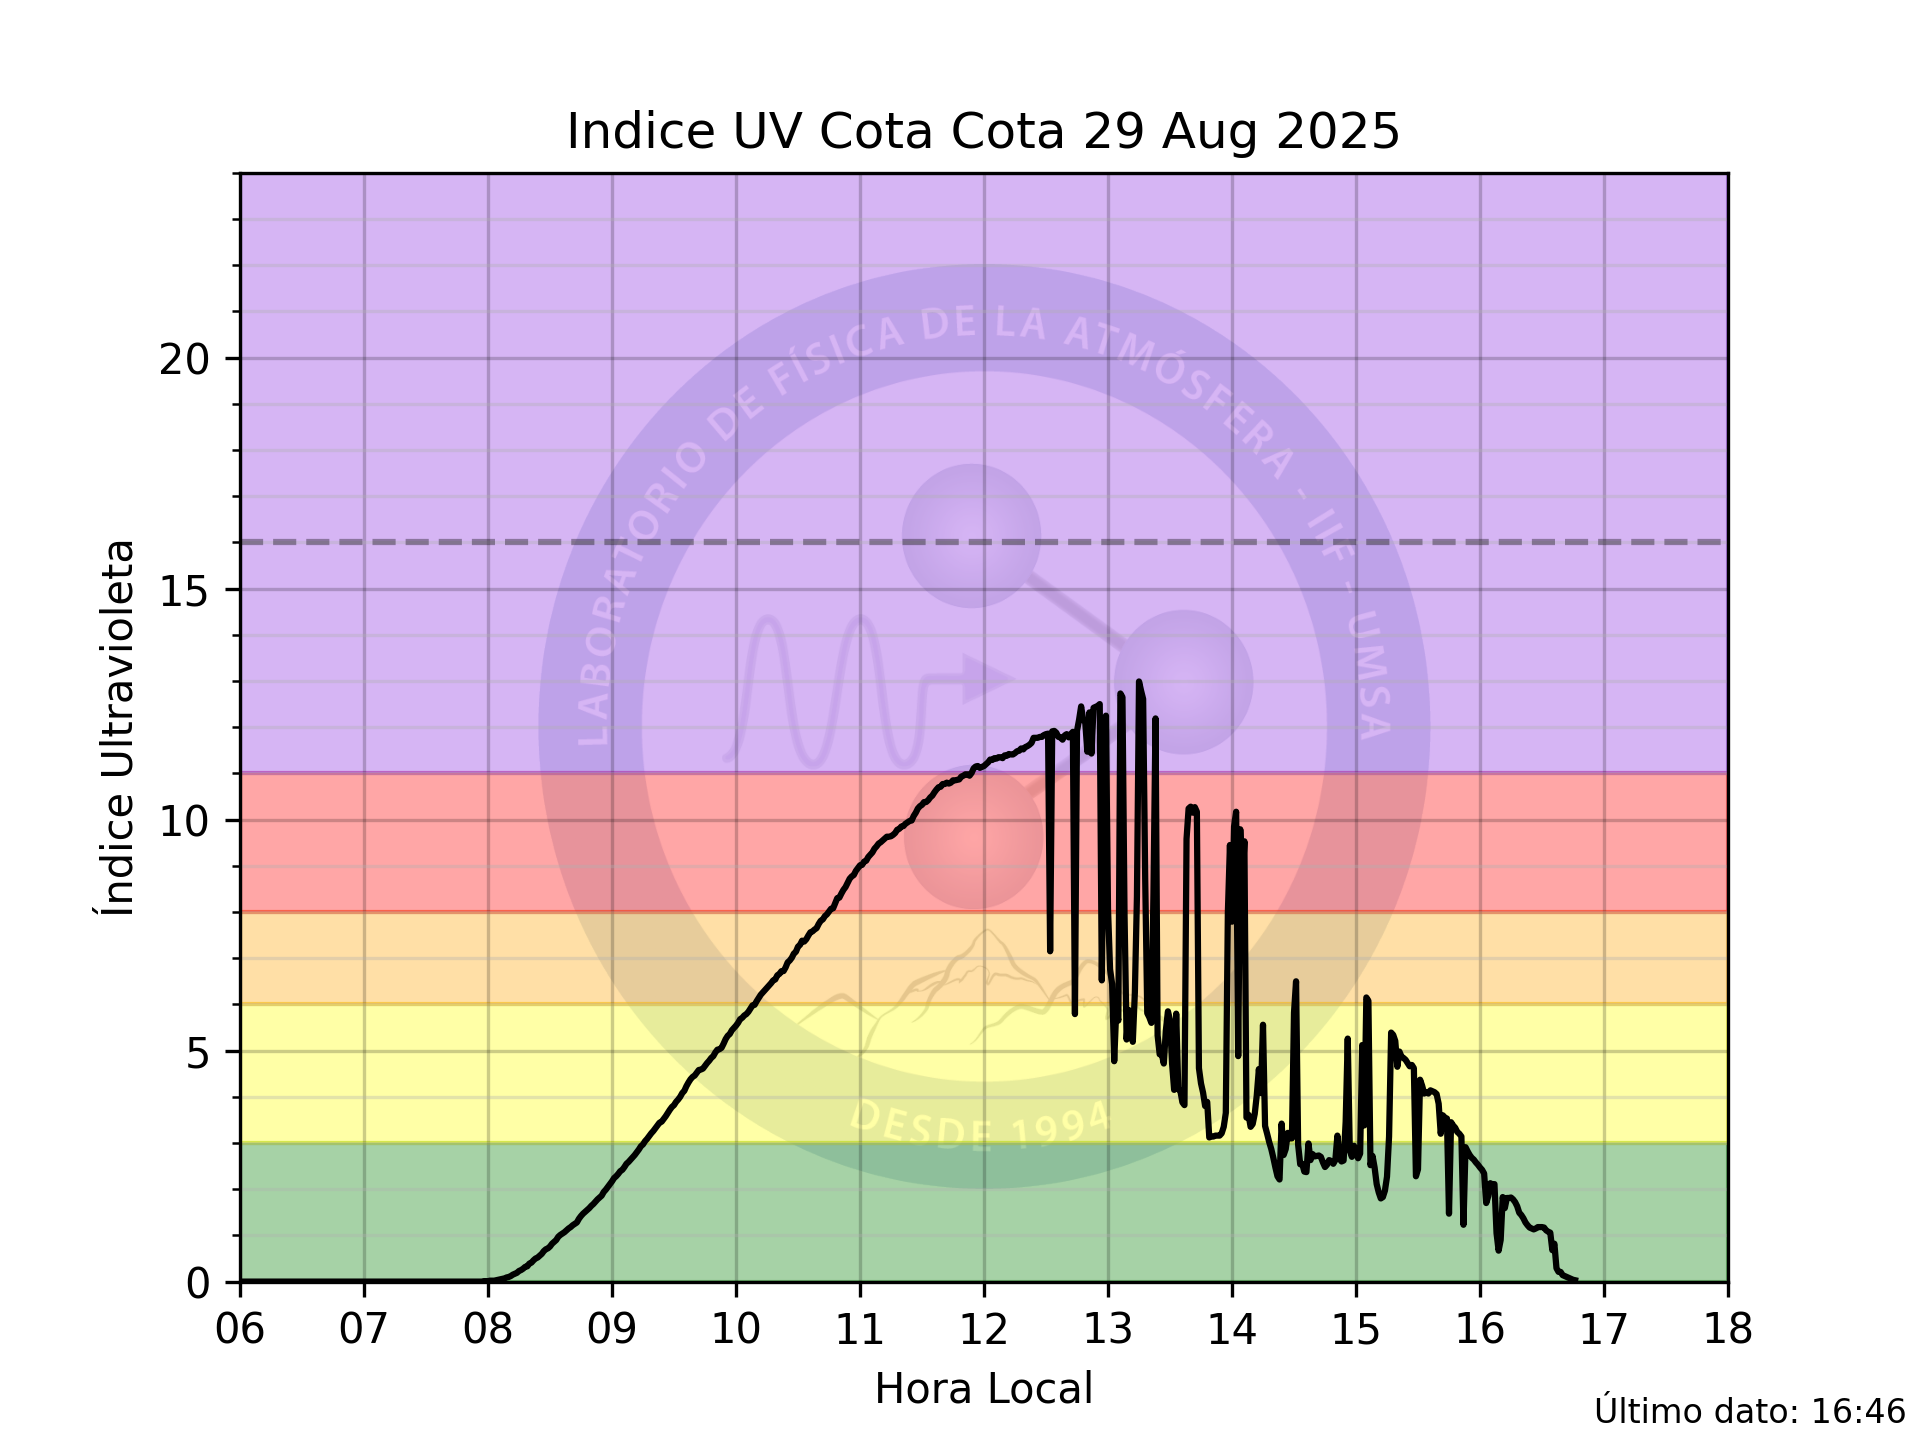 Indice UV Cota Cota 29 Aug 2025
LABORATORIO DE FÍSICA DE LA ATMÓSFERA - IIF - UMSA
DESDE 1994
Índice Ultravioleta
20
15
10
5
0
06 07 08 09 10 11 12 13 14 15 16 17 18
Hora Local
Último dato: 16:46